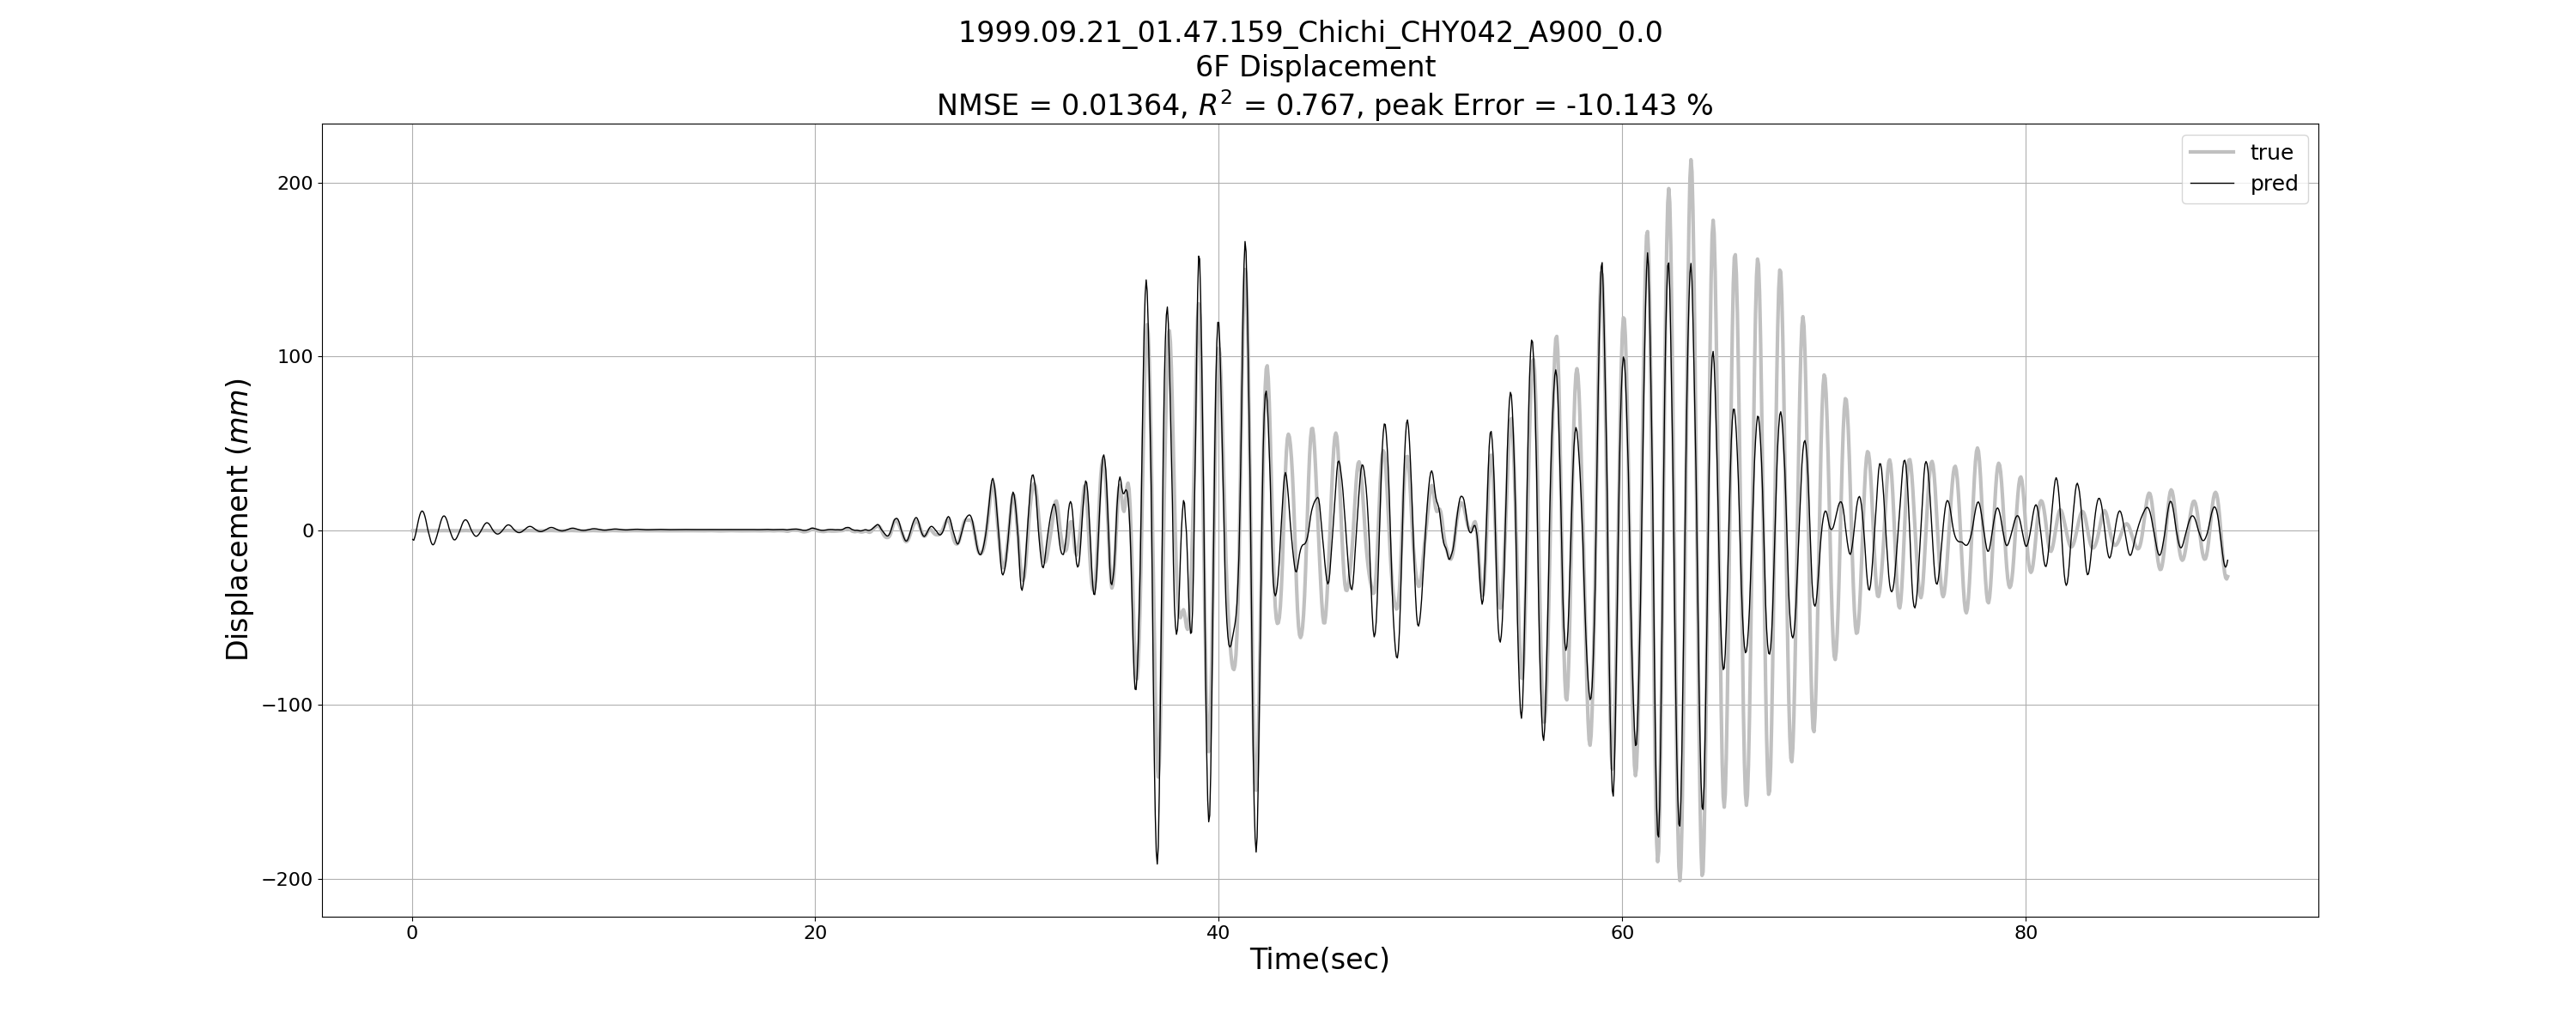 1999.09.21_01.47.159_Chichi_CHY042_A900_0.0
6F Displacement
NMSE = 0.01364, R² = 0.767, peak Error = -10.143 %
true
pred
200
100
0
−100
−200
Displacement (mm)
0
20
40
60
80
Time(sec)